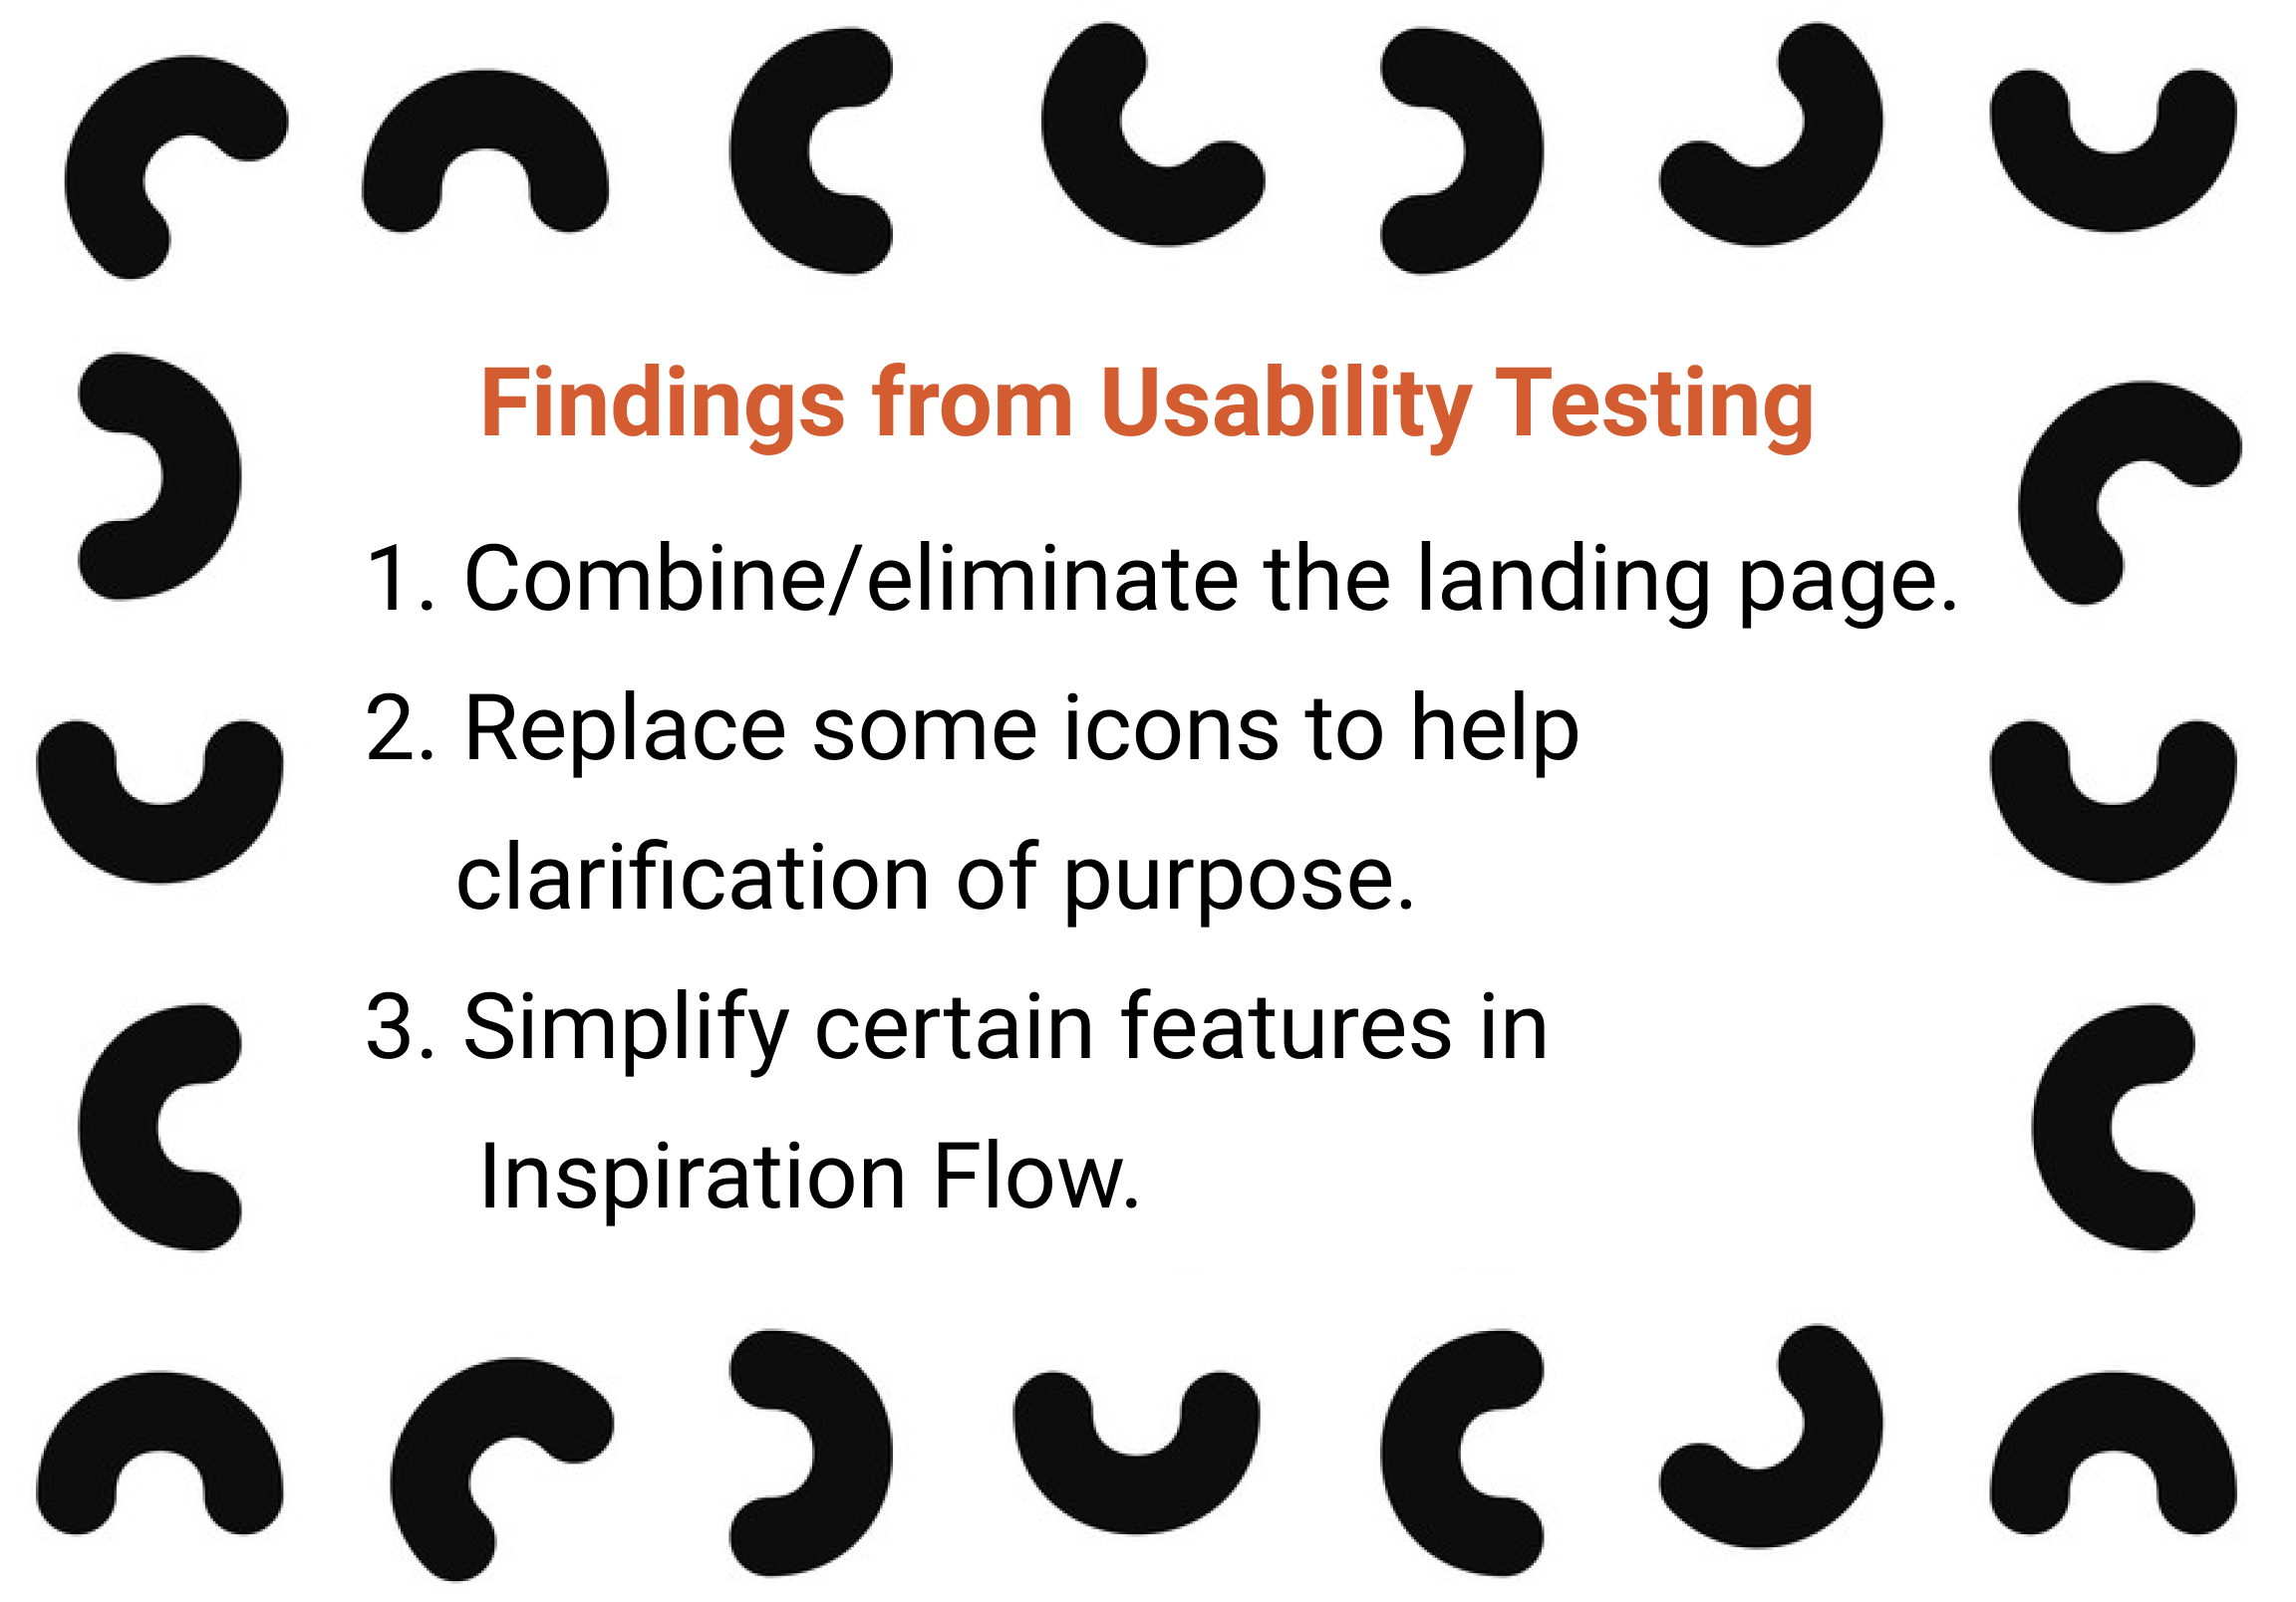 Findings from Usability Testing
1. Combine/eliminate the landing page.
2. Replace some icons to help
clarification of purpose.
3. Simplify certain features in
Inspiration Flow.